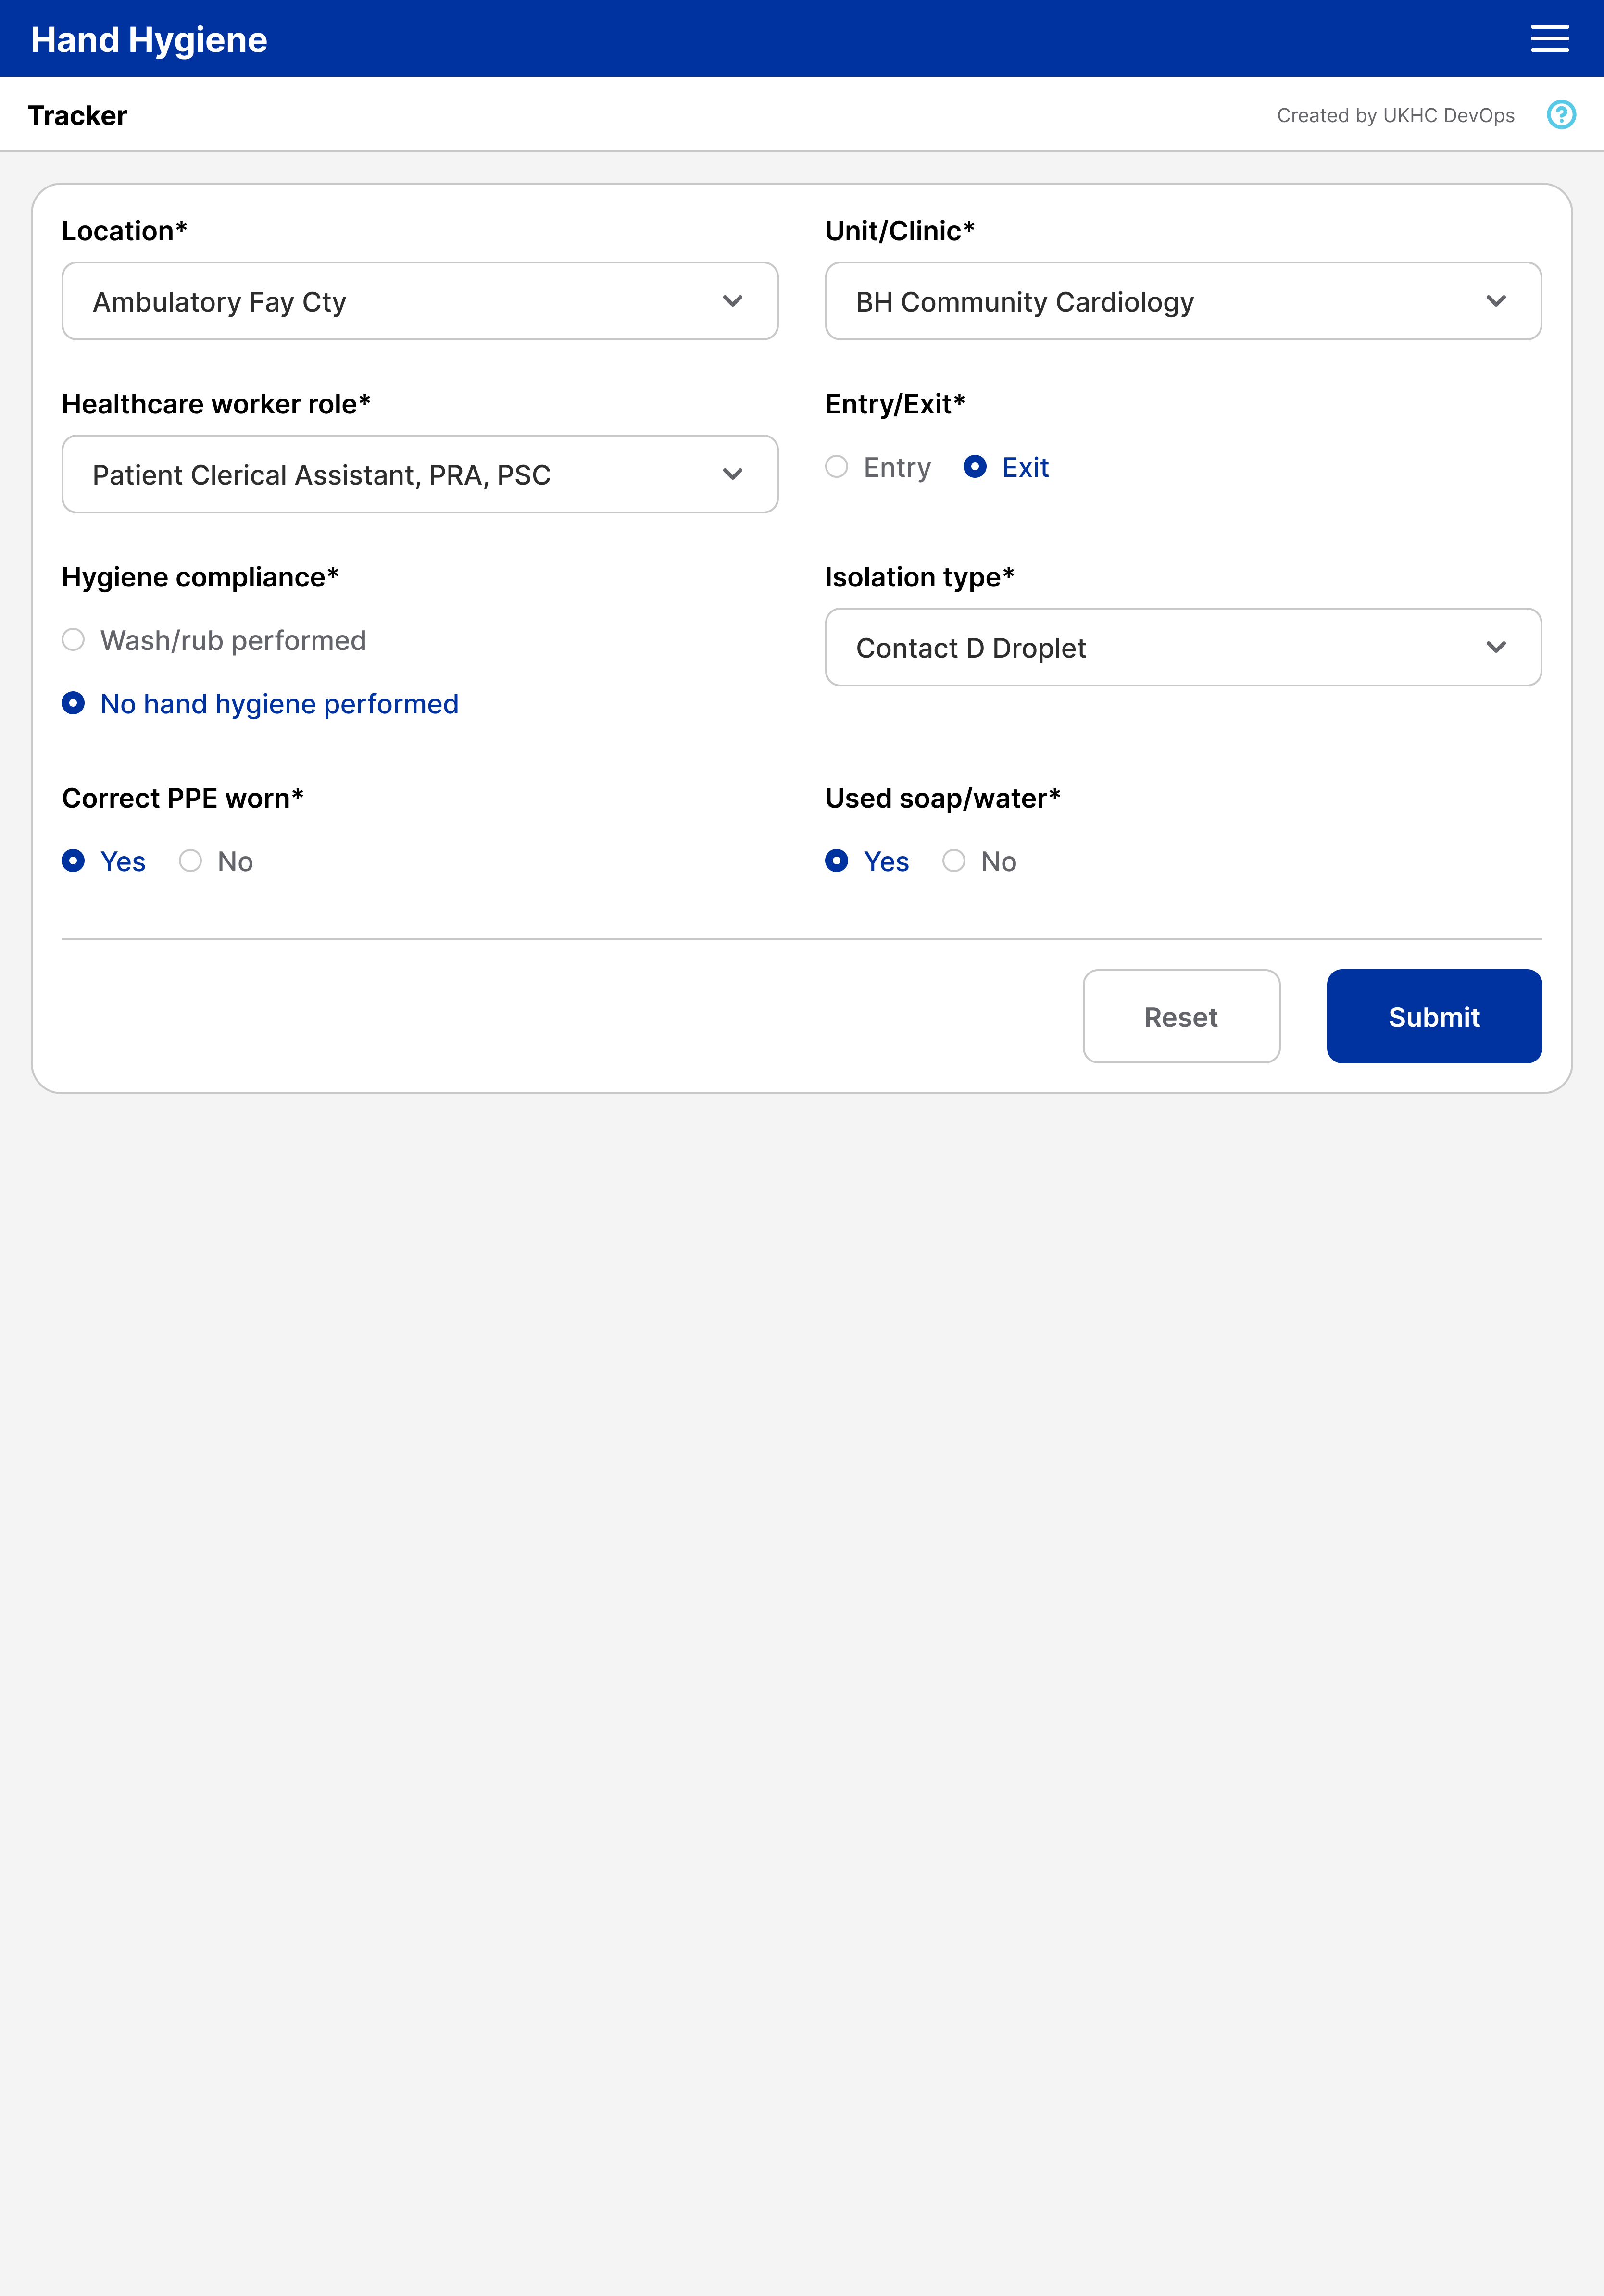 Hand Hygiene
Tracker
Created by UKHC DevOps
Location*
Unit/Clinic*
Ambulatory Fay Cty
BH Community Cardiology
Healthcare worker role*
Entry/Exit*
Patient Clerical Assistant, PRA, PSC
Entry
Exit
Hygiene compliance*
Isolation type*
Wash/rub performed
Contact D Droplet
No hand hygiene performed
Correct PPE worn*
Used soap/water*
Yes
No
Yes
No
Reset
Submit